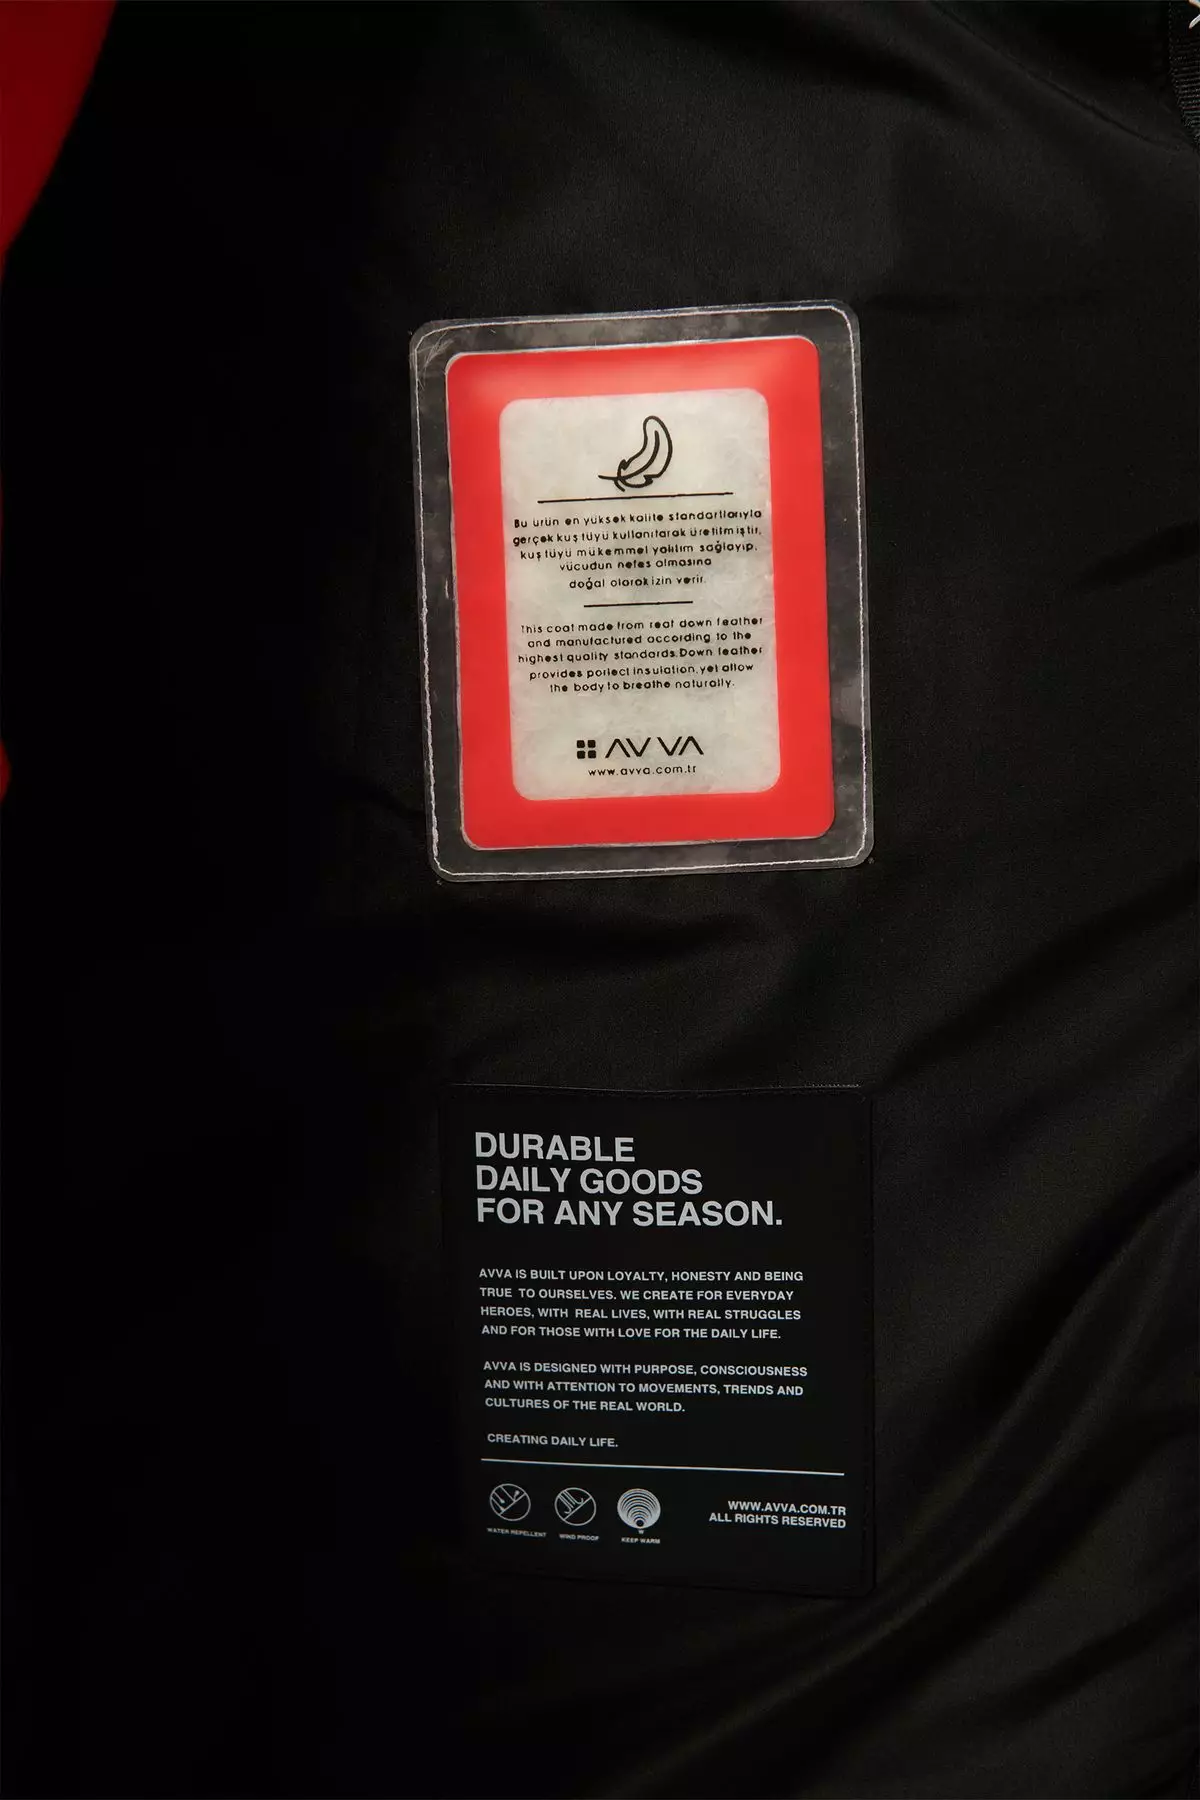 Bu ürün en yüksek kalite standartlarıyla
gerçek kuş tüyü kullanılarak üretilmiştir,
kuş tüyü mükemmel yalıtım sağlayıp,
vücudun nefes almasına
doğal olarak izin verir.
This coat made from real down feather
and manufactured according to the
highest quality standards. Down feather
provides porlect insulation, yet allow
the body to breathe naturally.
AVVA
www.avva.com.tr
DURABLE
DAILY GOODS
FOR ANY SEASON.
AVVA IS BUILT UPON LOYALTY, HONESTY AND BEING
TRUE TO OURSELVES. WE CREATE FOR EVERYDAY
HEROES, WITH REAL LIVES, WITH REAL STRUGGLES
AND FOR THOSE WITH LOVE FOR THE DAILY LIFE.
AVVA IS DESIGNED WITH PURPOSE, CONSCIOUSNESS
AND WITH ATTENTION TO MOVEMENTS, TRENDS AND
CULTURES OF THE REAL WORLD.
CREATING DAILY LIFE.
WATER REPELLENT
WIND PROOF
W
KEEP WARM
WWW.AVVA.COM.TR
ALL RIGHTS RESERVED